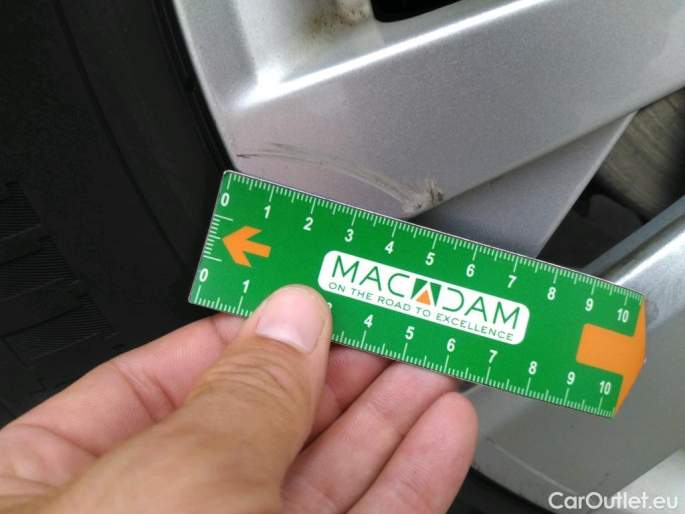 0 1 2 3 4 5 6 7 8 9 10
MACADAM
ON THE ROAD TO EXCELLENCE
0 1 3 4 5 6 7 8 9 10
CarOutlet.eu